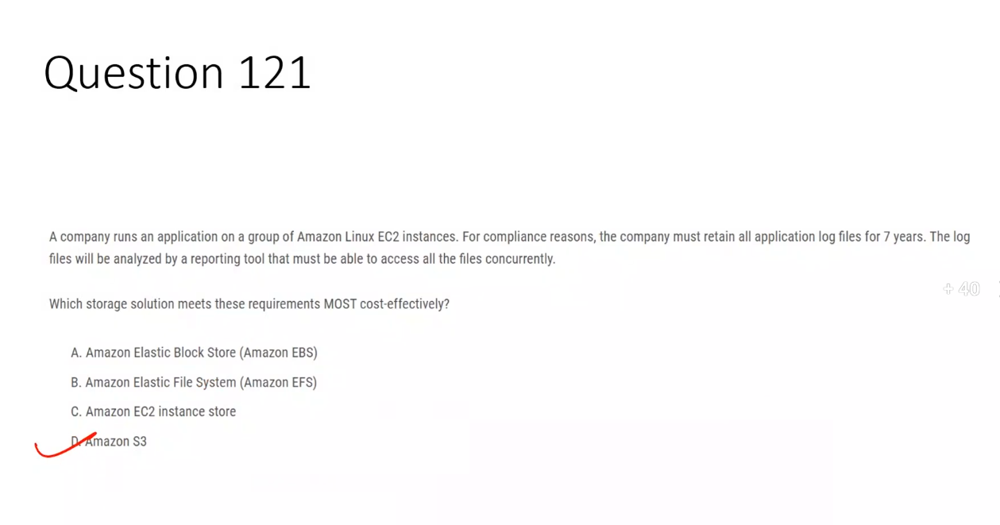 Question 121
A company runs an application on a group of Amazon Linux EC2 instances. For compliance reasons, the company must retain all application log files for 7 years. The log
files will be analyzed by a reporting tool that must be able to access all the files concurrently.
Which storage solution meets these requirements MOST cost-effectively?
+ 40
A. Amazon Elastic Block Store (Amazon EBS)
B. Amazon Elastic File System (Amazon EFS)
C. Amazon EC2 instance store
D. Amazon S3